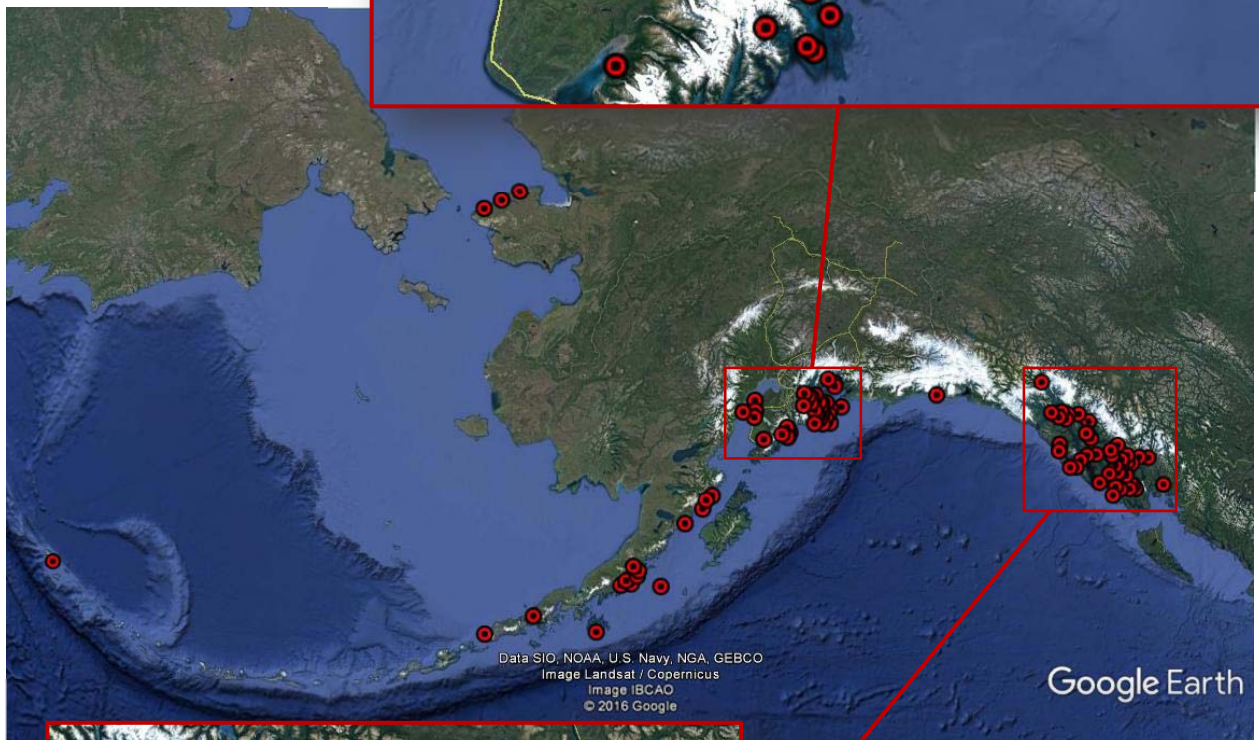 Data SIO, NOAA, U.S. Navy, NGA, GEBCO
Image Landsat / Copernicus
Image IBCAO
© 2016 Google
Google Earth